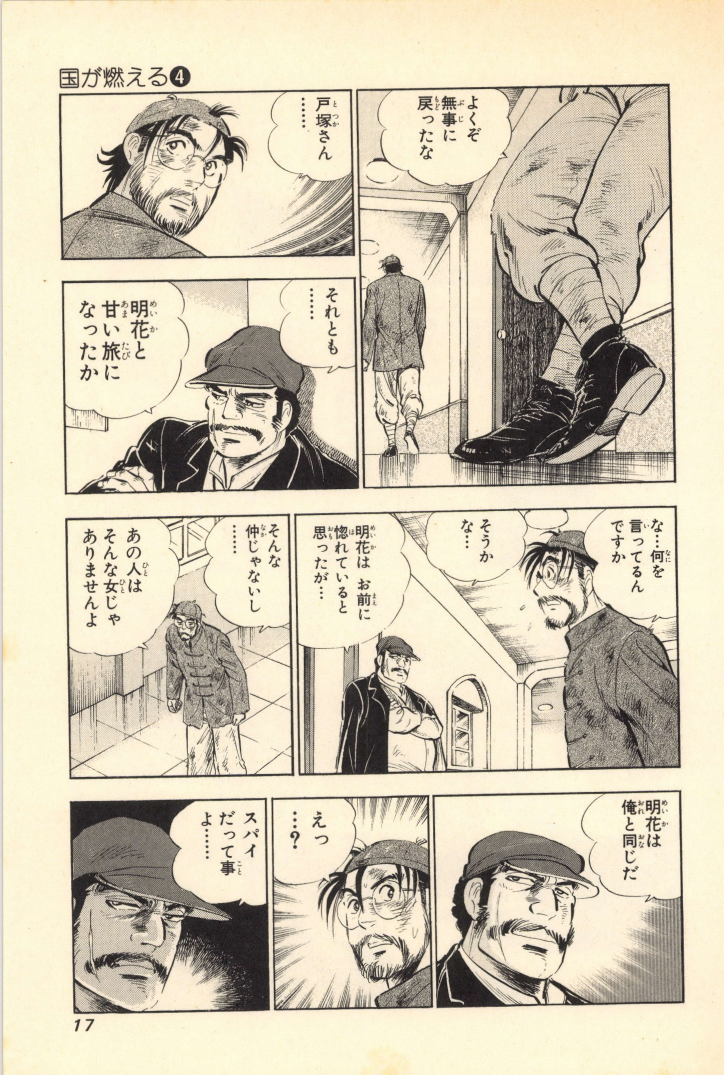 国が燃える❹
よくぞ
無事に
戻ったな
戸塚さん
……
それとも
……
明花と
甘い旅に
なったか
な…何を
言ってるん
ですか
そうか
な…
明花は お前に
惚れていると
思ったが…
そんな
仲じゃないし
……
あの人は
そんな女じゃ
ありませんよ
明花は
俺と同じだ
えっ
…?
スパイ
だって事
よ……
17